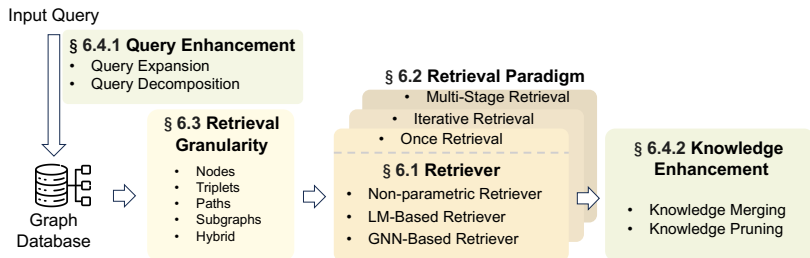 Input Query
§ 6.4.1 Query Enhancement
• Query Expansion
• Query Decomposition
Graph
Database
§ 6.3 Retrieval
Granularity
• Nodes
• Triplets
• Paths
• Subgraphs
• Hybrid
§ 6.2 Retrieval Paradigm
• Multi-Stage Retrieval
• Iterative Retrieval
• Once Retrieval
§ 6.1 Retriever
• Non-parametric Retriever
• LM-Based Retriever
• GNN-Based Retriever
§ 6.4.2 Knowledge
Enhancement
• Knowledge Merging
• Knowledge Pruning